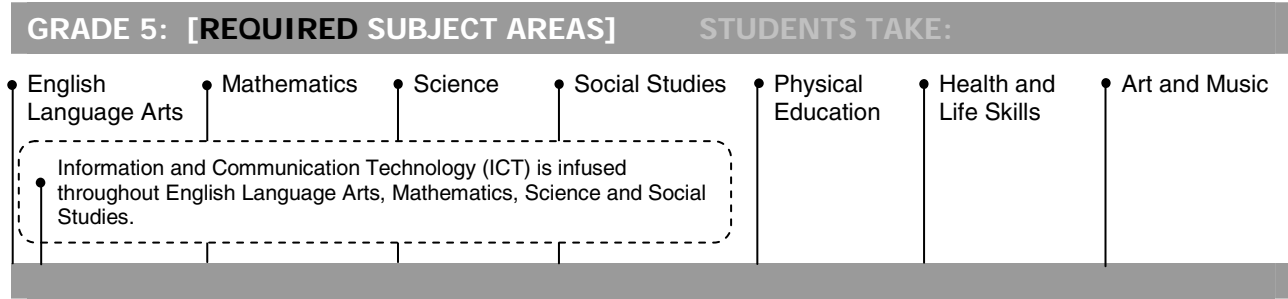 GRADE 5: [REQUIRED SUBJECT AREAS] STUDENTS TAKE:
English
Language Arts
Mathematics
Science
Social Studies
Physical
Education
Health and
Life Skills
Art and Music
Information and Communication Technology (ICT) is infused
throughout English Language Arts, Mathematics, Science and Social
Studies.